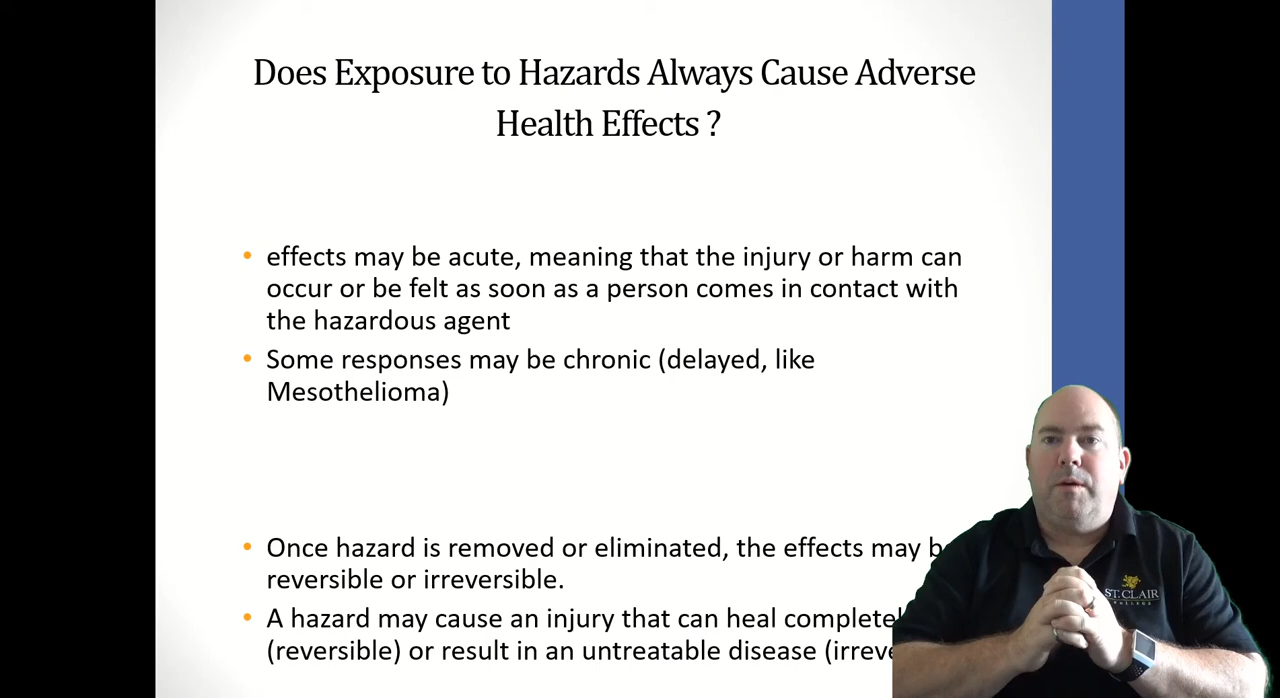 Does Exposure to Hazards Always Cause Adverse
Health Effects ?
• effects may be acute, meaning that the injury or harm can
occur or be felt as soon as a person comes in contact with
the hazardous agent
• Some responses may be chronic (delayed, like
Mesothelioma)
• Once hazard is removed or eliminated, the effects may
reversible or irreversible.
• A hazard may cause an injury that can heal
(reversible) or result in an untreatable disease
ST. CLAIR
COLLEGE